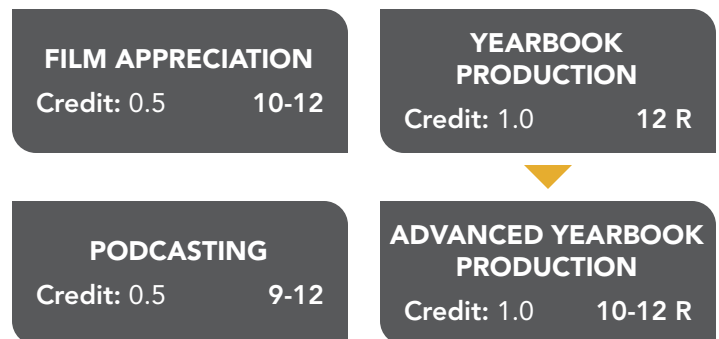 FILM APPRECIATION
Credit: 0.5 10-12
YEARBOOK
PRODUCTION
Credit: 1.0 12 R
PODCASTING
Credit: 0.5 9-12
ADVANCED YEARBOOK
PRODUCTION
Credit: 1.0 10-12 R